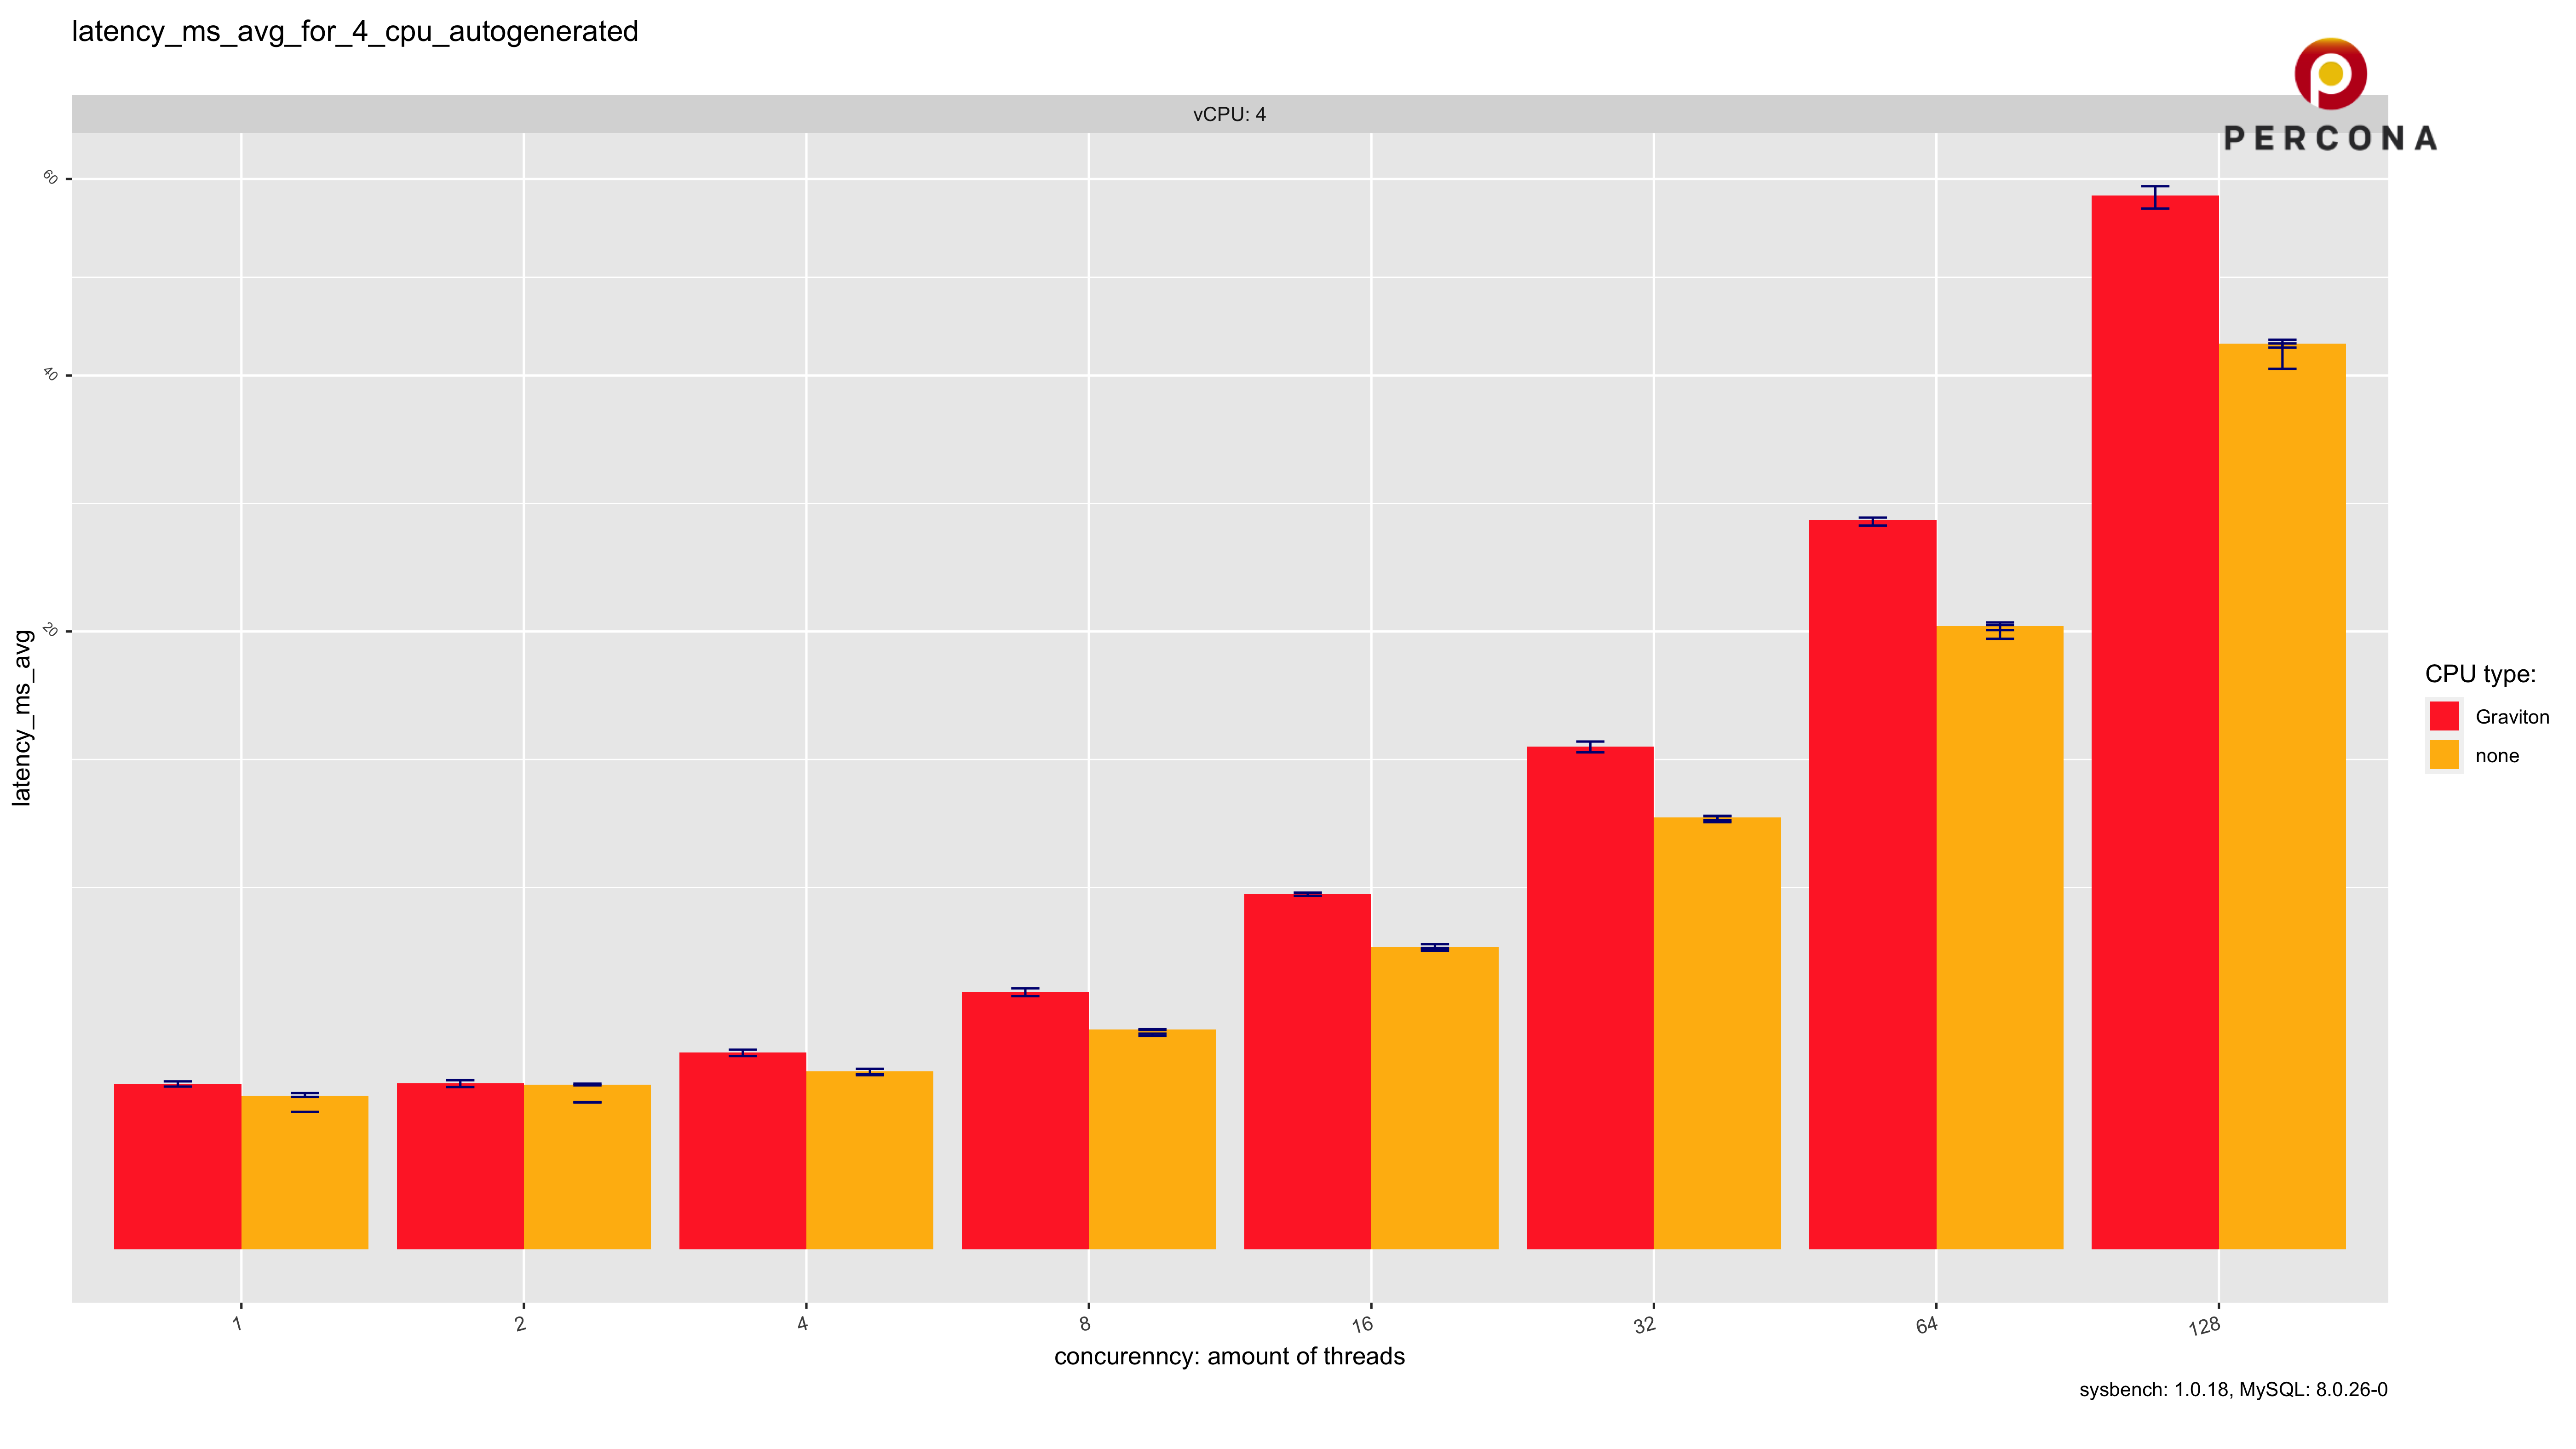 latency_ms_avg_for_4_cpu_autogenerated
PERCONA
vCPU: 4
60
40
20
latency_ms_avg
CPU type:
Graviton
none
1
2
4
8
16
32
64
128
concurenncy: amount of threads
sysbench: 1.0.18, MySQL: 8.0.26-0